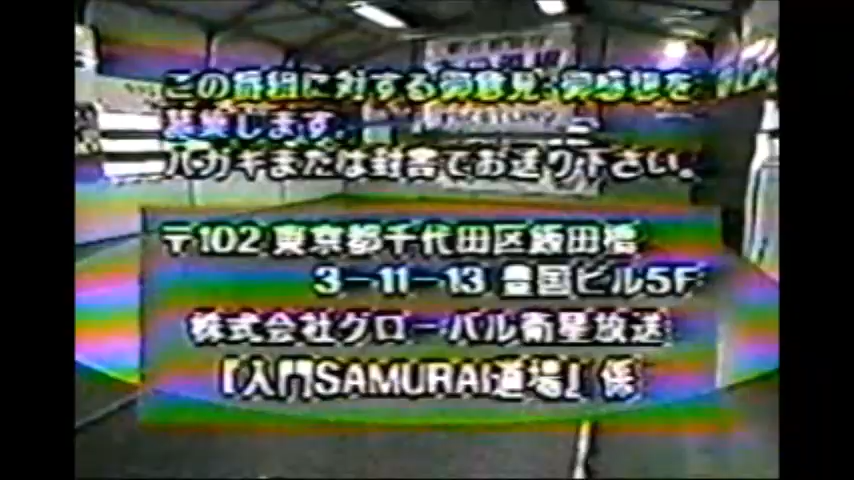 この番組に対する御意見・御感想を
募集します。
ハガキまたは封書でお送り下さい。
〒102 東京都千代田区飯田橋
3-11-13 豊国ビル5F
株式会社グローバル衛星放送
『入門SAMURAI道場』係